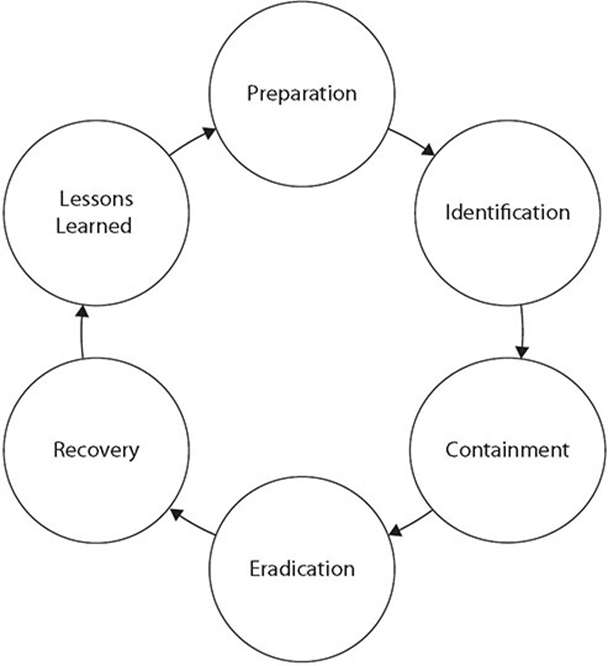 Preparation
Identification
Containment
Eradication
Recovery
Lessons
Learned